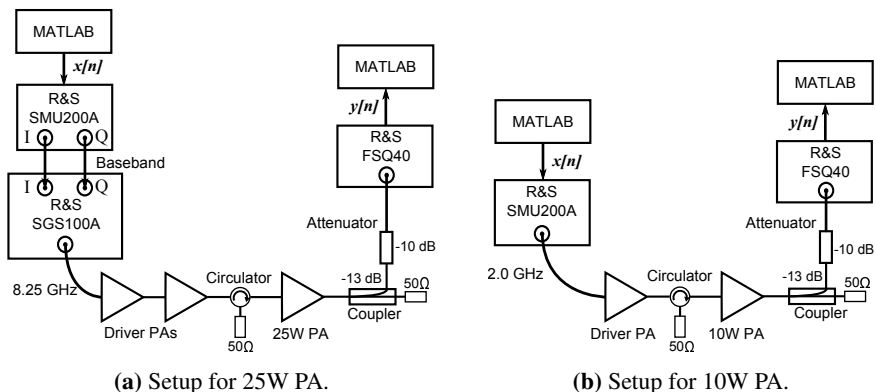 MATLAB
x[n]
R&S
SMU200A
I Q
Baseband
I Q
R&S
SGS100A
8.25 GHz
Driver PAs
Circulator
50Ω
25W PA
MATLAB
y[n]
R&S
FSQ40
Attenuator
-10 dB
-13 dB
50Ω
Coupler
(a) Setup for 25W PA.
MATLAB
x[n]
R&S
SMU200A
2.0 GHz
Driver PA
Circulator
50Ω
10W PA
MATLAB
y[n]
R&S
FSQ40
Attenuator
-10 dB
-13 dB
50Ω
Coupler
(b) Setup for 10W PA.